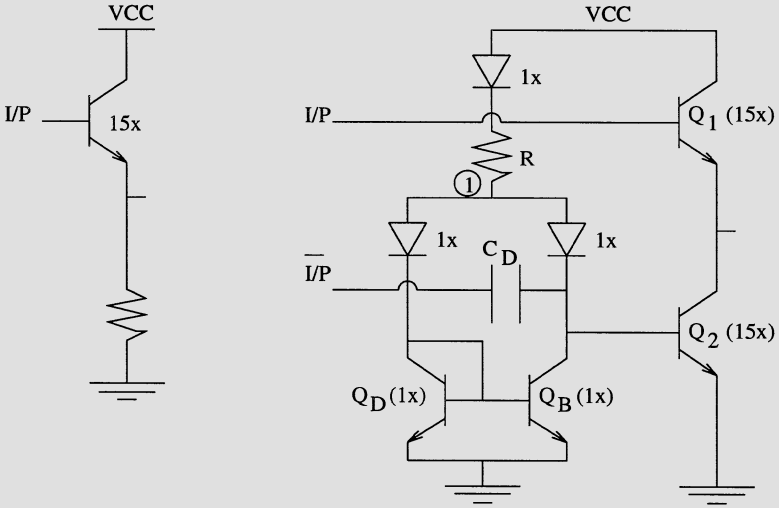 VCC
I/P
15x
VCC
1x
I/P
Q1 (15x)
R
1
1x
1x
CD
I/P
Q2 (15x)
QD (1x)
QB (1x)